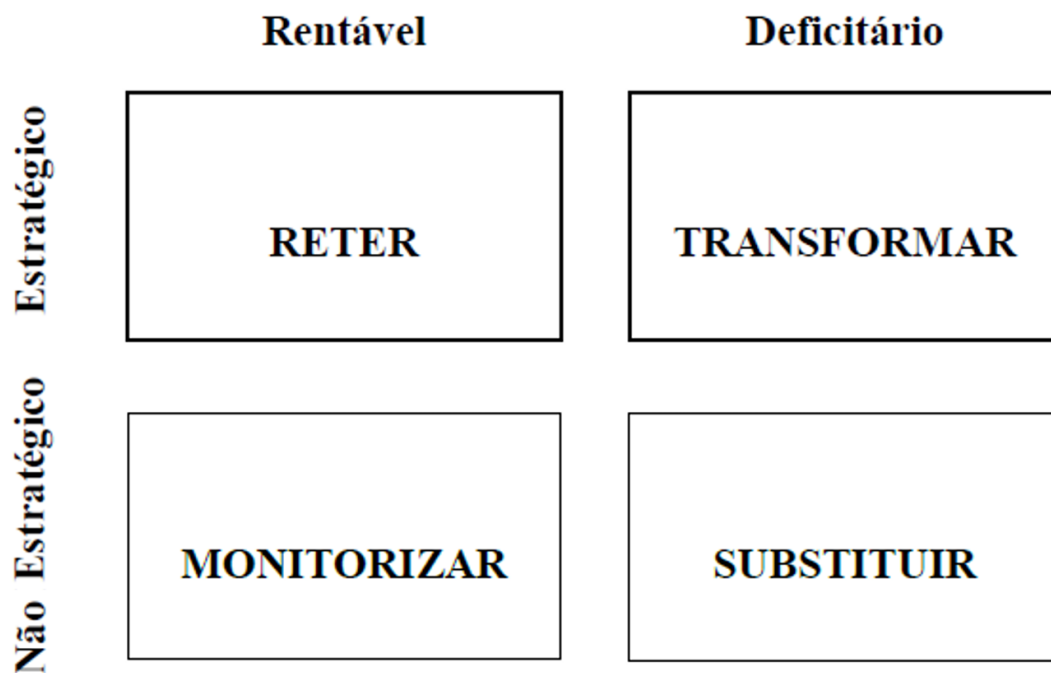 Rentável
Deficitário
Estratégico
RETER
TRANSFORMAR
Não Estratégico
MONITORIZAR
SUBSTITUIR